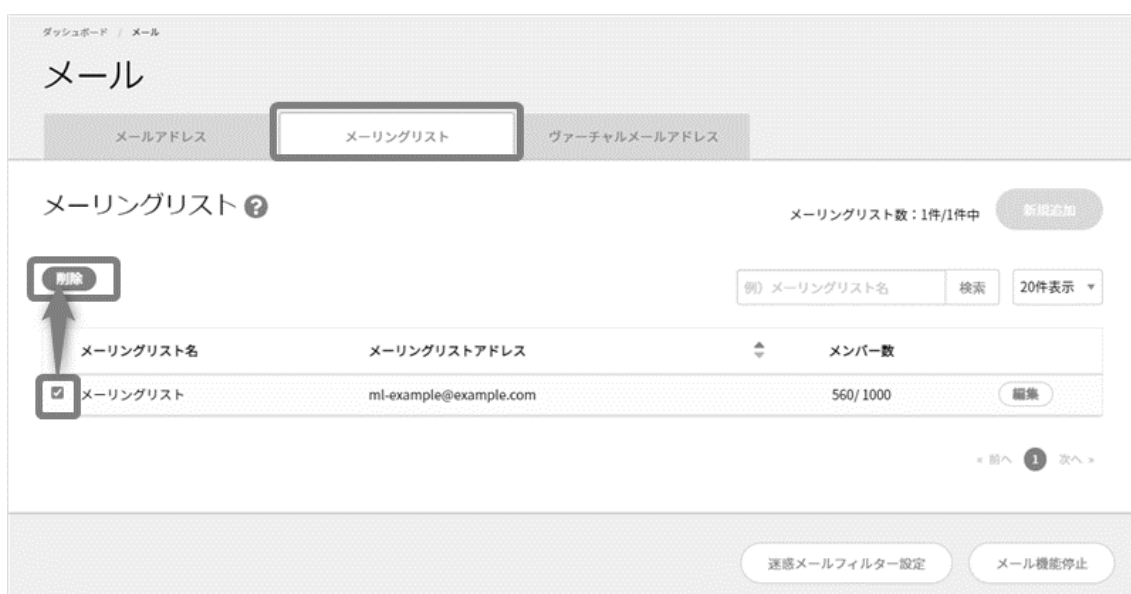 ダッシュボード / メール
メール
メールアドレス メーリングリスト ヴァーチャルメールアドレス
メーリングリスト ?
メーリングリスト数：1件/1件中 新規追加
削除
例）メーリングリスト名 検索 20件表示
メーリングリスト名 メーリングリストアドレス メンバー数
メーリングリスト ml-example@example.com 560/ 1000 編集
« 前へ 1 次へ »
迷惑メールフィルター設定 メール機能停止